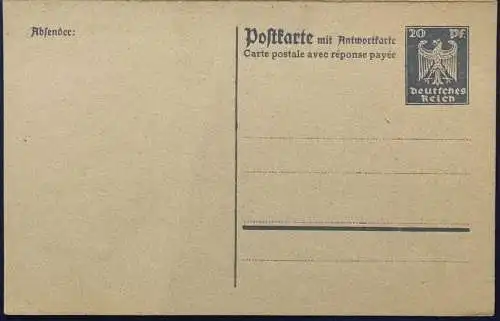 Absender:
Postkarte mit Antwortkarte
Carte postale avec réponse payée
20 Pf.
Deutsches
Reich